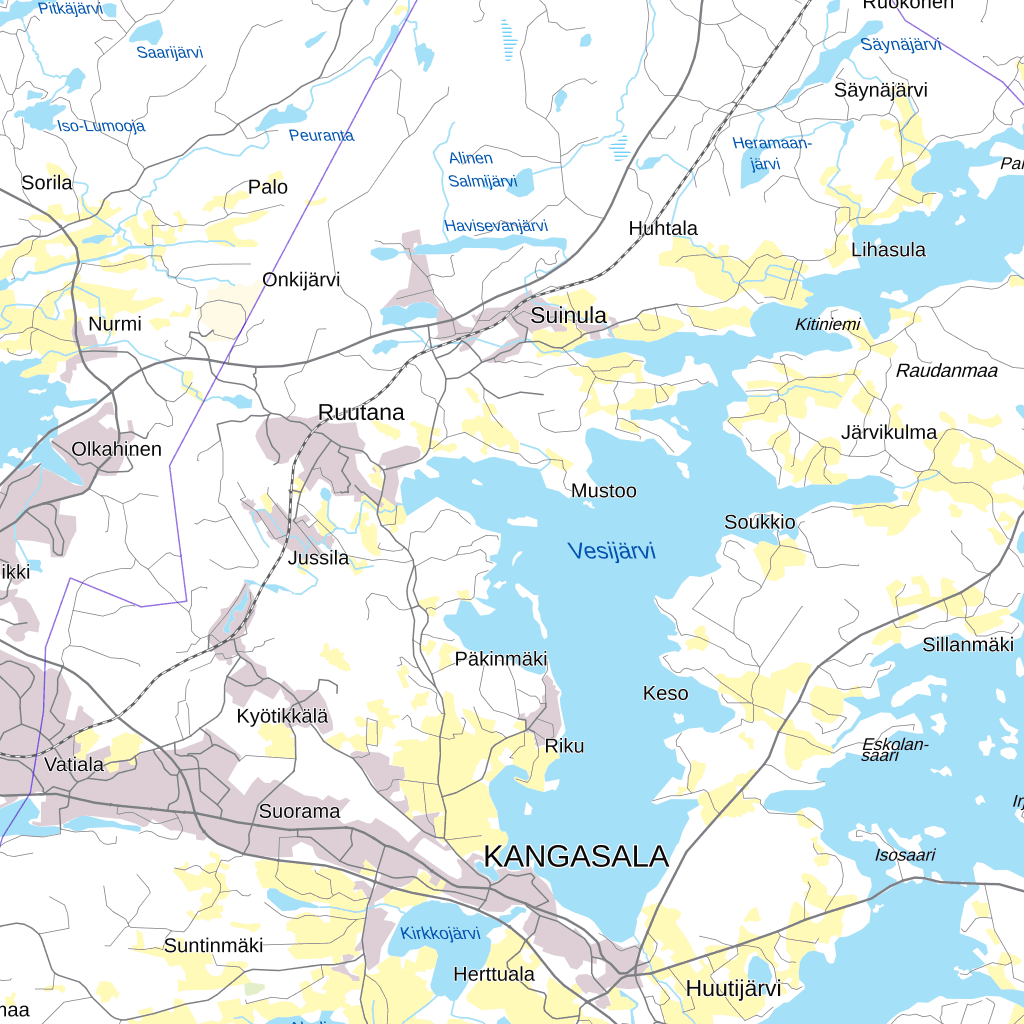 Pitkäjärvi
Ruokonen
Saarijärvi
Säynäjärvi
Säynäjärvi
Iso-Lumooja
Peuranta
Heramaan-
järvi
Alinen
Salmijärvi
Sorila
Palo
Havisevanjärvi
Huhtala
Lihasula
Onkijärvi
Nurmi
Suinula
Kitiniemi
Raudanmaa
Ruutana
Olkahinen
Järvikulma
Mustoo
Soukkio
Vesijärvi
Jussila
ikki
Sillanmäki
Päkinmäki
Keso
Kyötikkälä
Riku
Eskolan-
saari
Vatiala
Suorama
KANGASALA
Isosaari
Kirkkojärvi
Suntinmäki
Herttuala
Huutijärvi